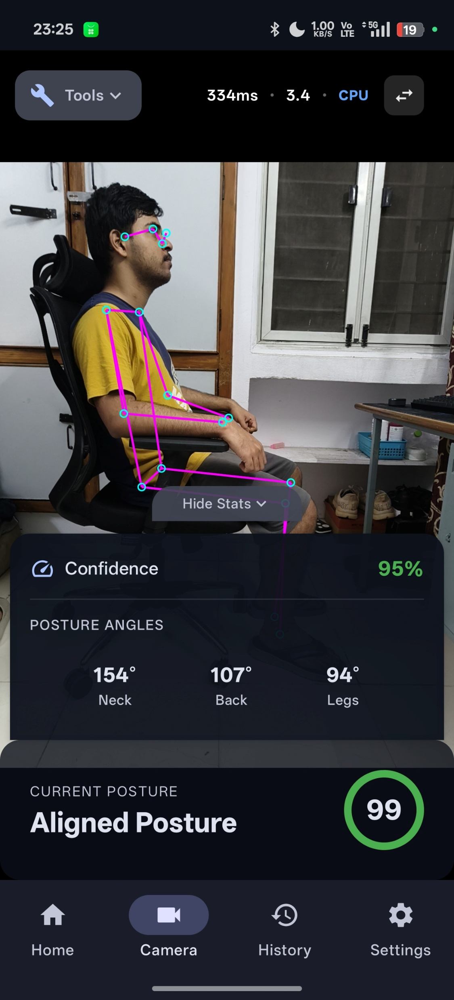 23:25
1.00 KB/S
Vo LTE
5G
19
Tools
334ms · 3.4 · CPU
Hide Stats
Confidence
95%
POSTURE ANGLES
154° 107° 94°
Neck Back Legs
CURRENT POSTURE
Aligned Posture
99
Home Camera History Settings